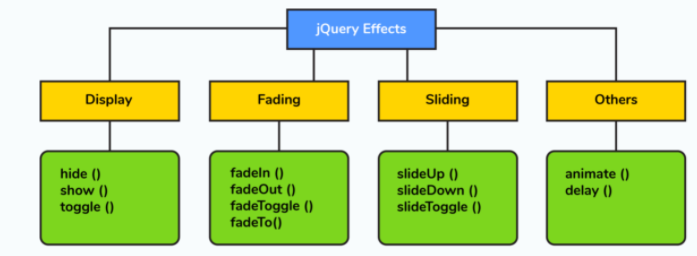 jQuery Effects
Display
Fading
Sliding
Others
hide ()
show ()
toggle ()
fadeIn ()
fadeOut ()
fadeToggle ()
fadeTo()
slideUp ()
slideDown ()
slideToggle ()
animate ()
delay ()